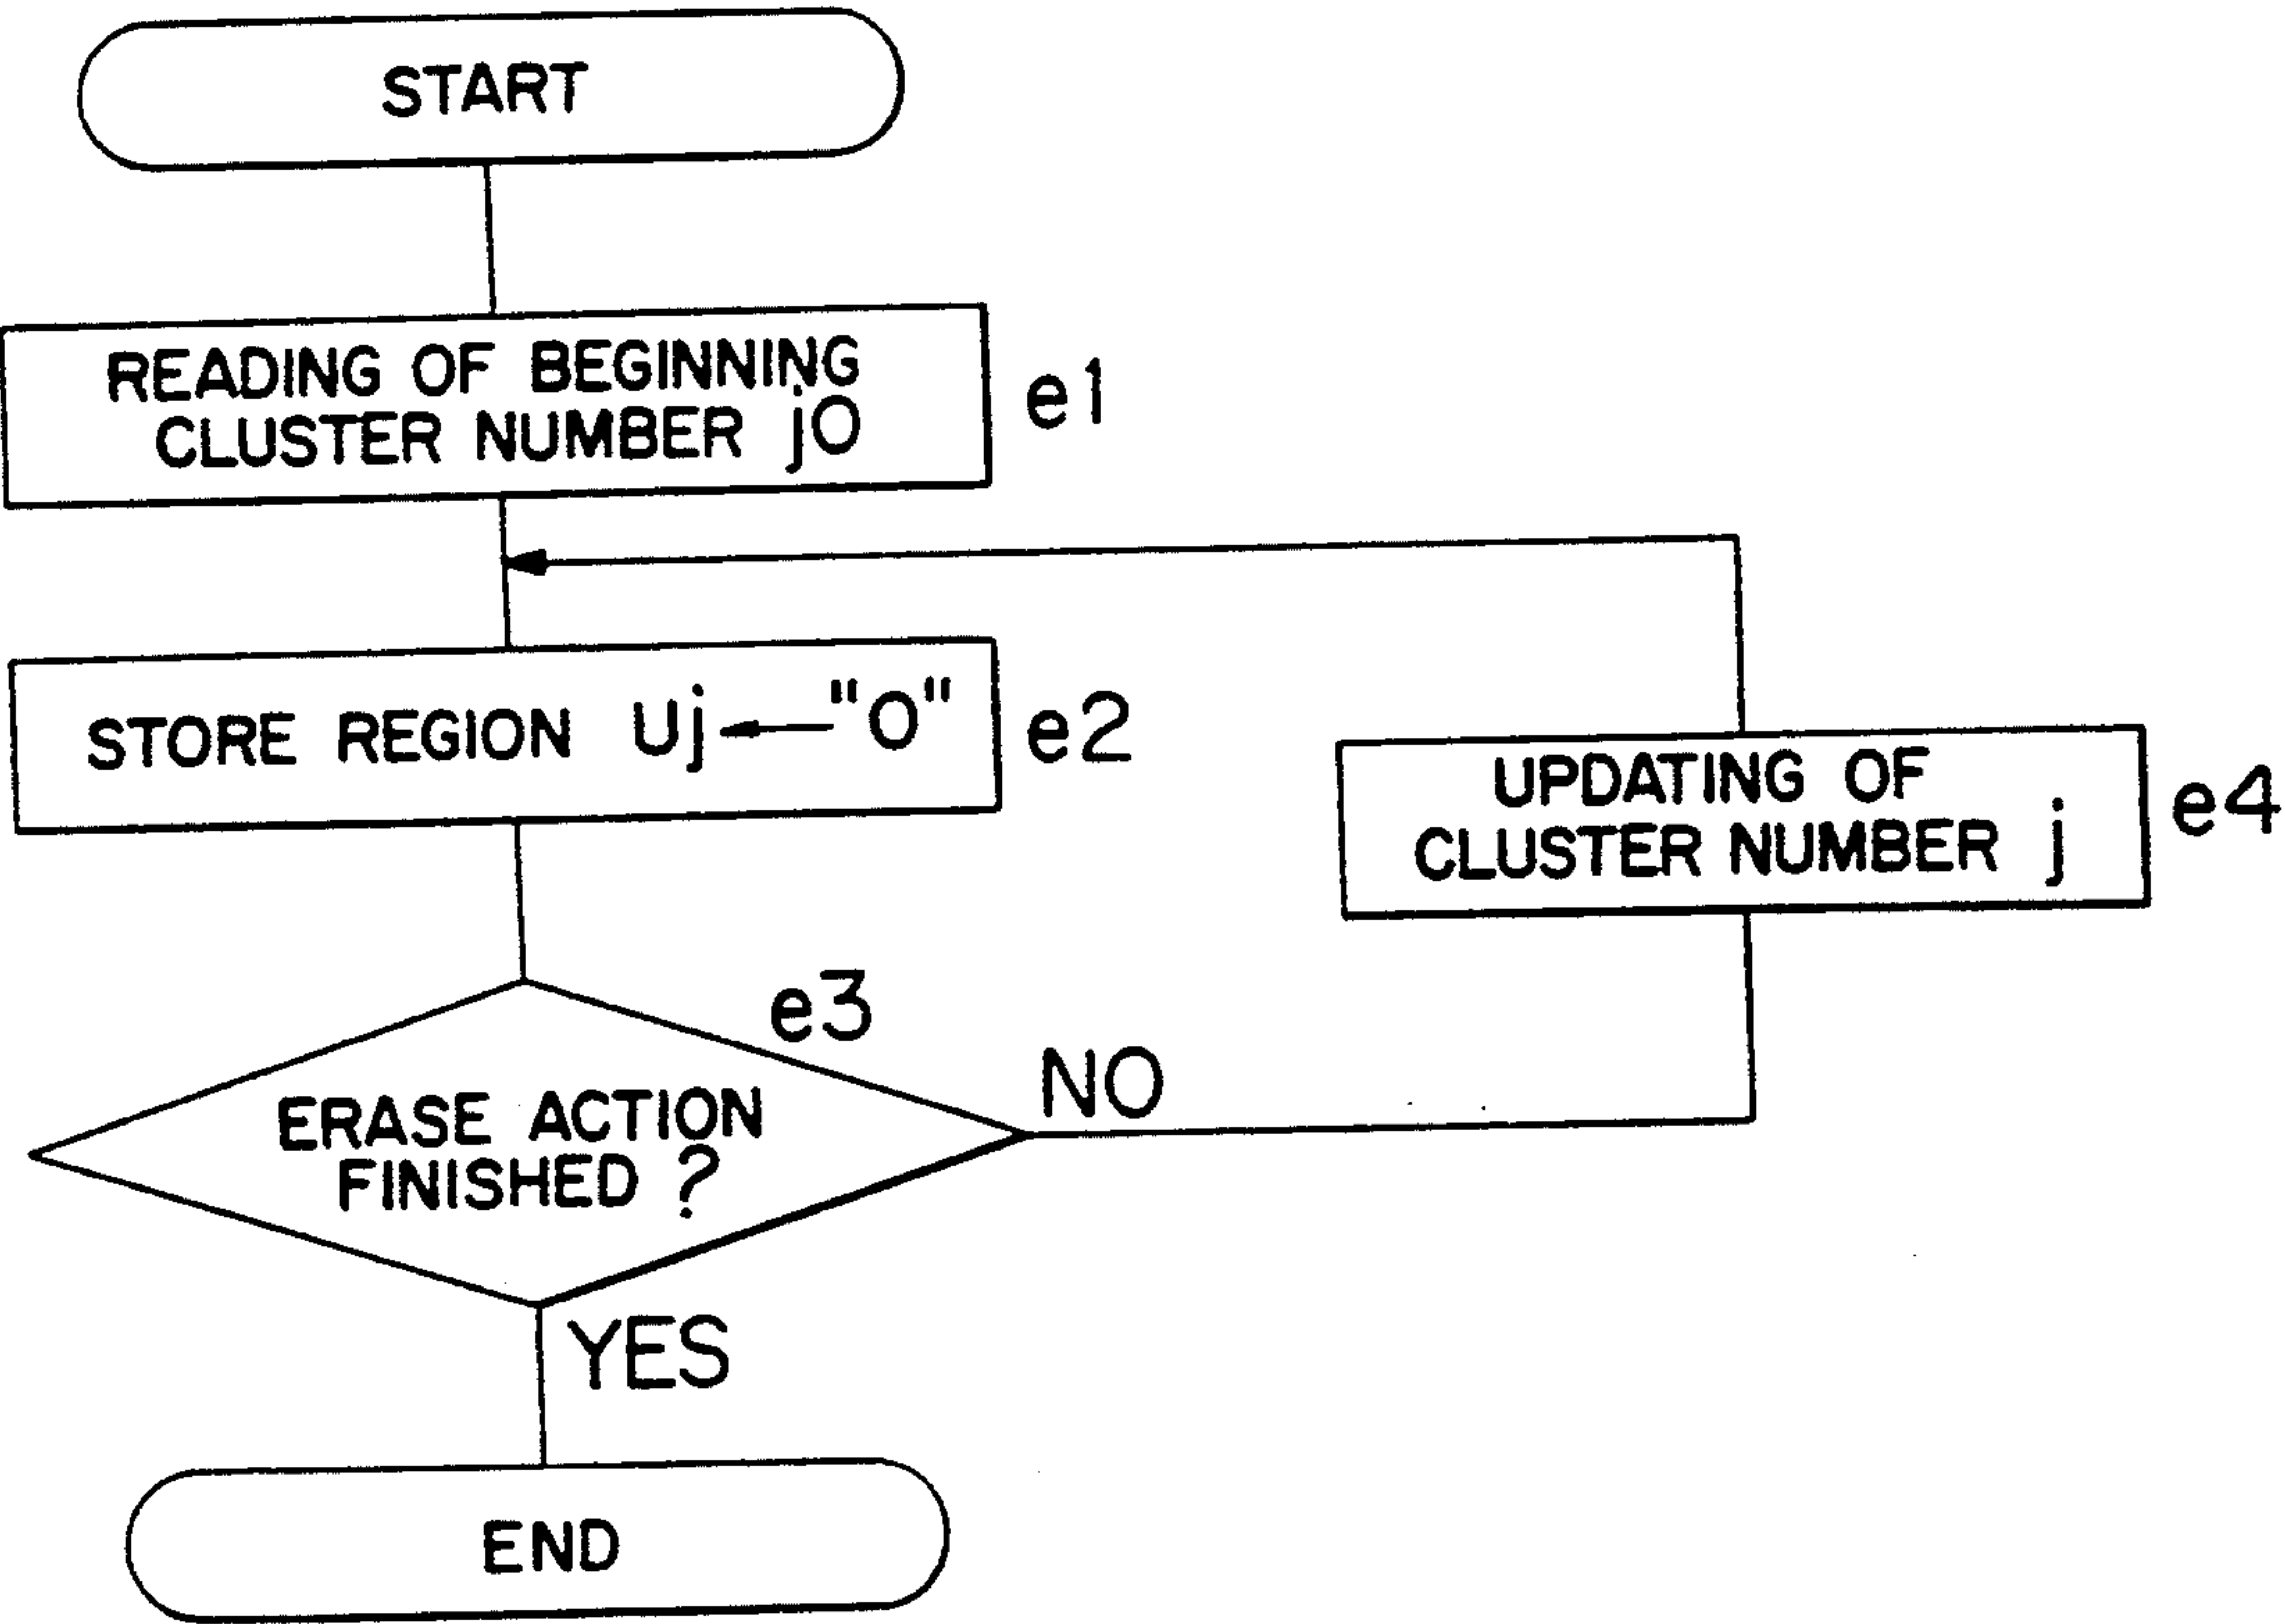 START
READING OF BEGINNING
CLUSTER NUMBER j0
e1
STORE REGION Uj ← "0"
e2
UPDATING OF
CLUSTER NUMBER j
e4
e3
ERASE ACTION
FINISHED ?
NO
YES
END